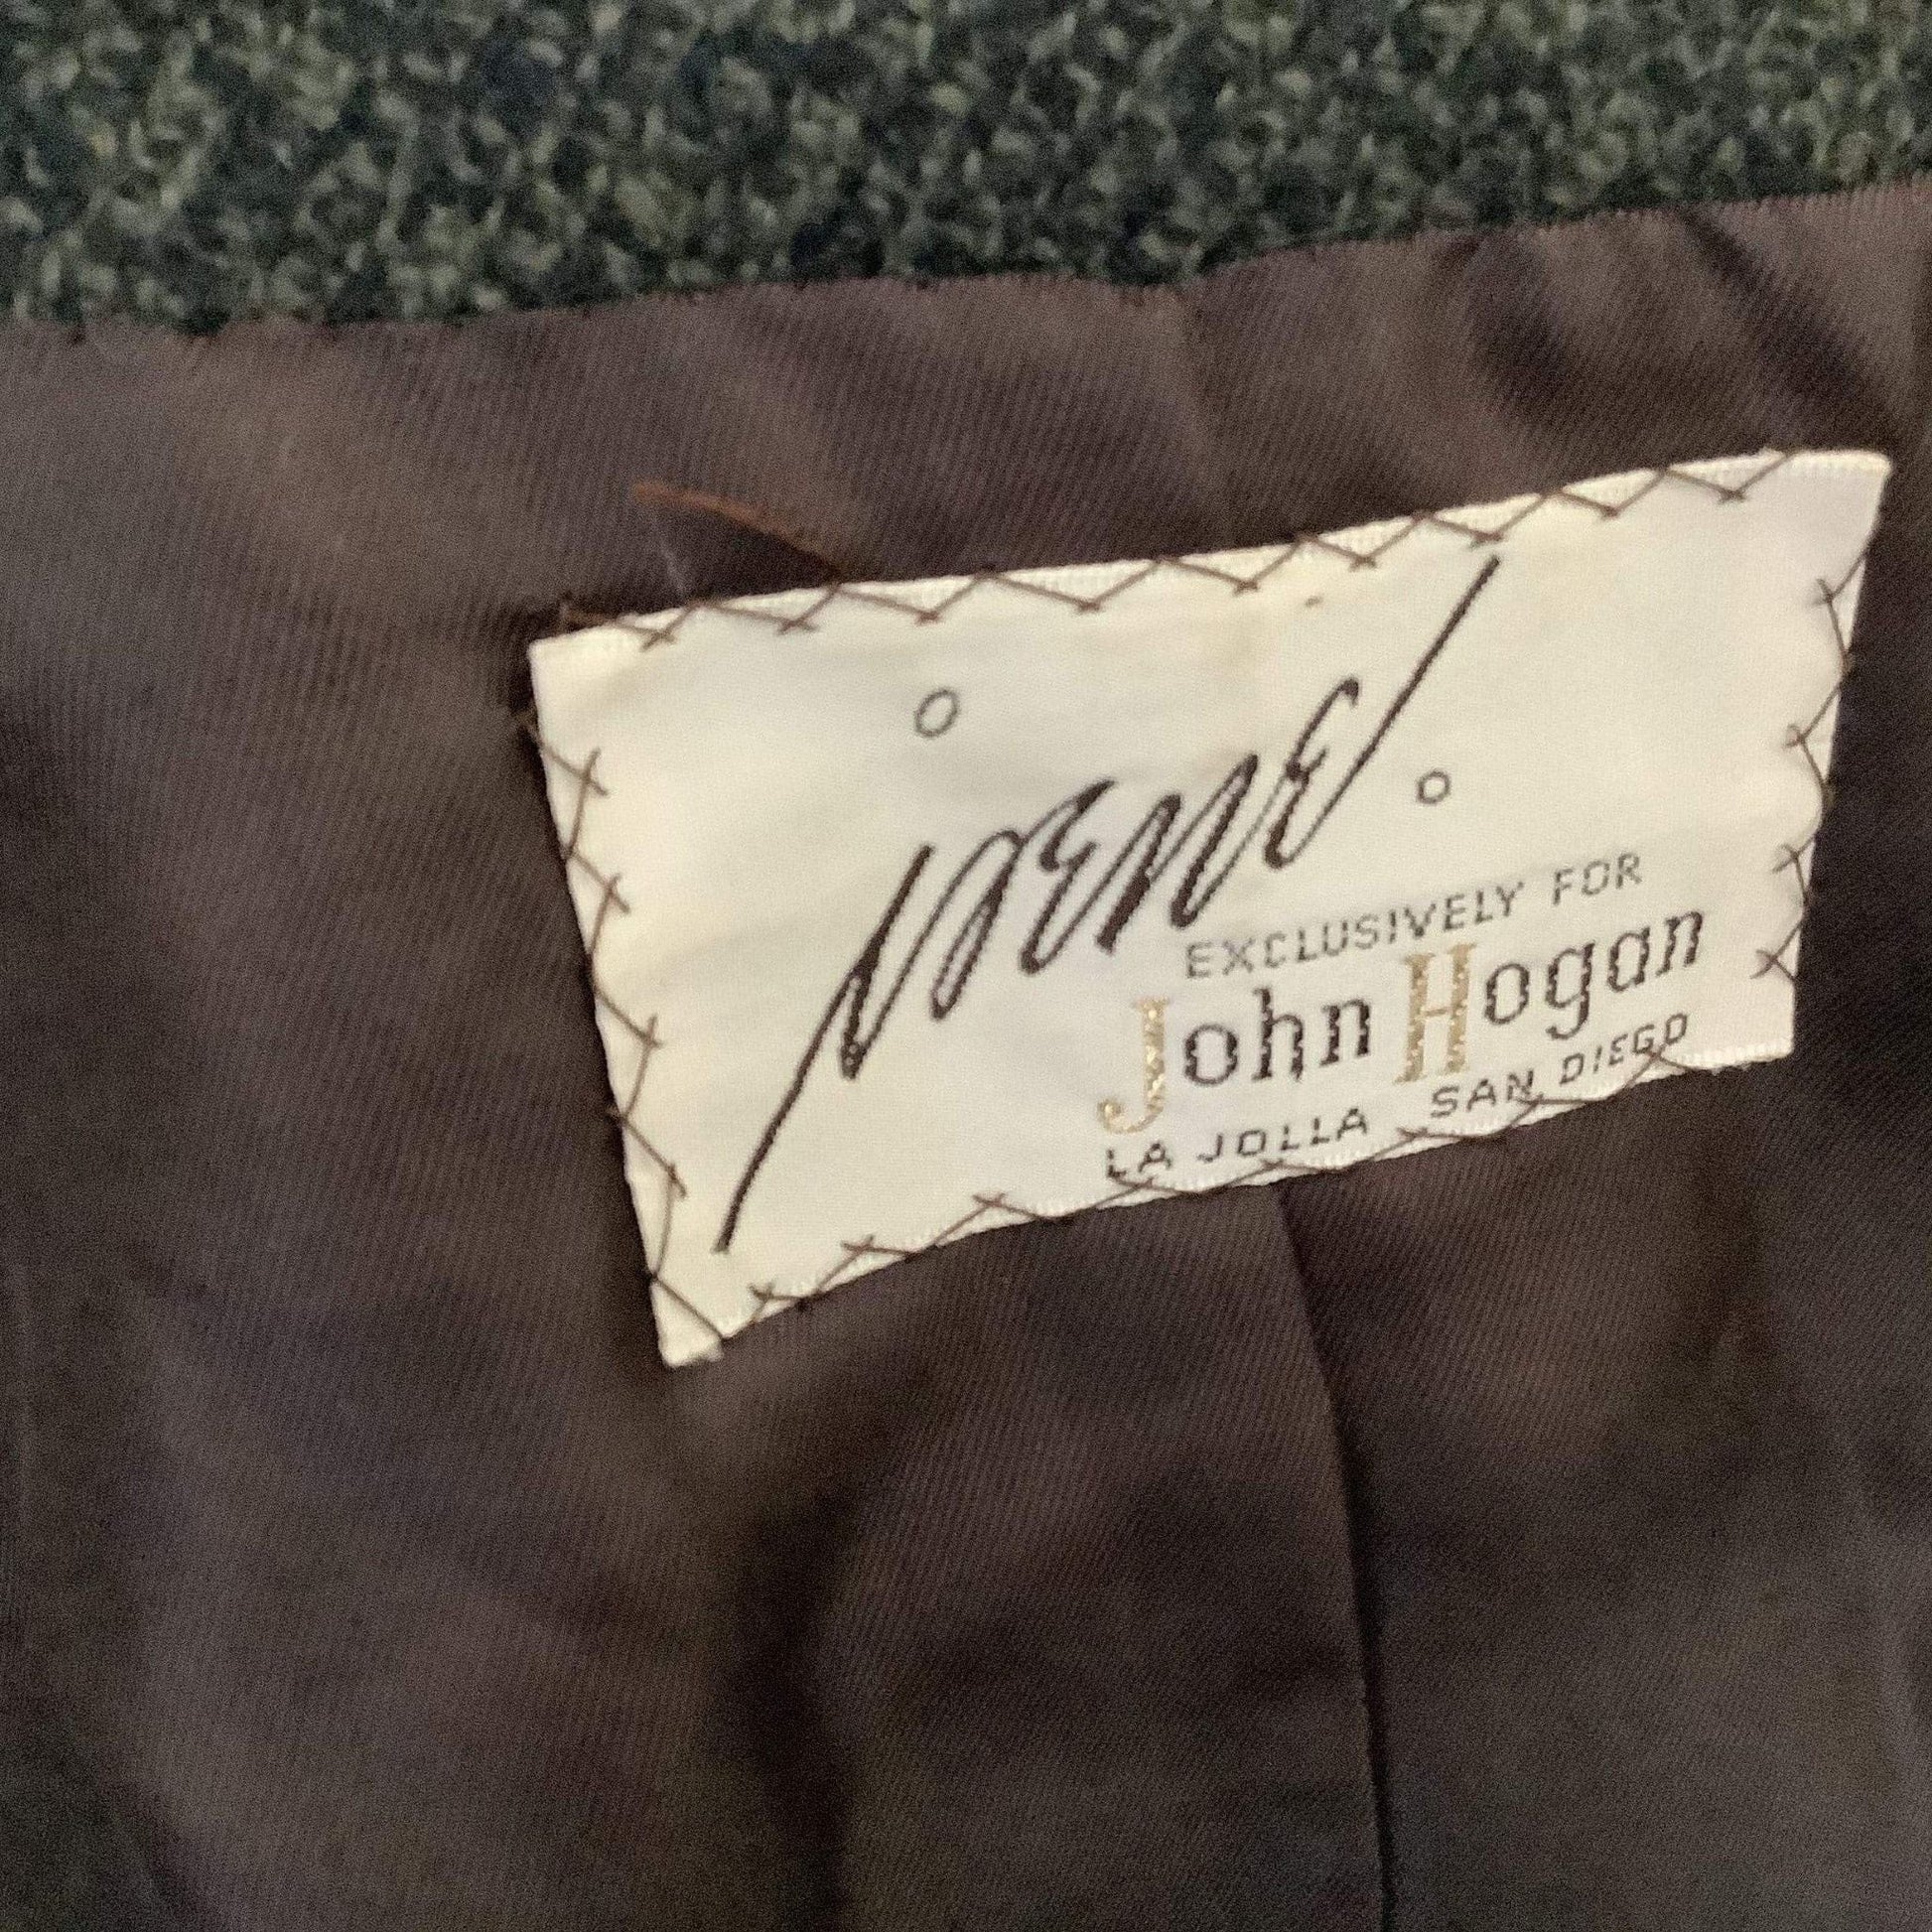 IRENE
EXCLUSIVELY FOR
John Hogan
LA JOLLA SAN DIEGO